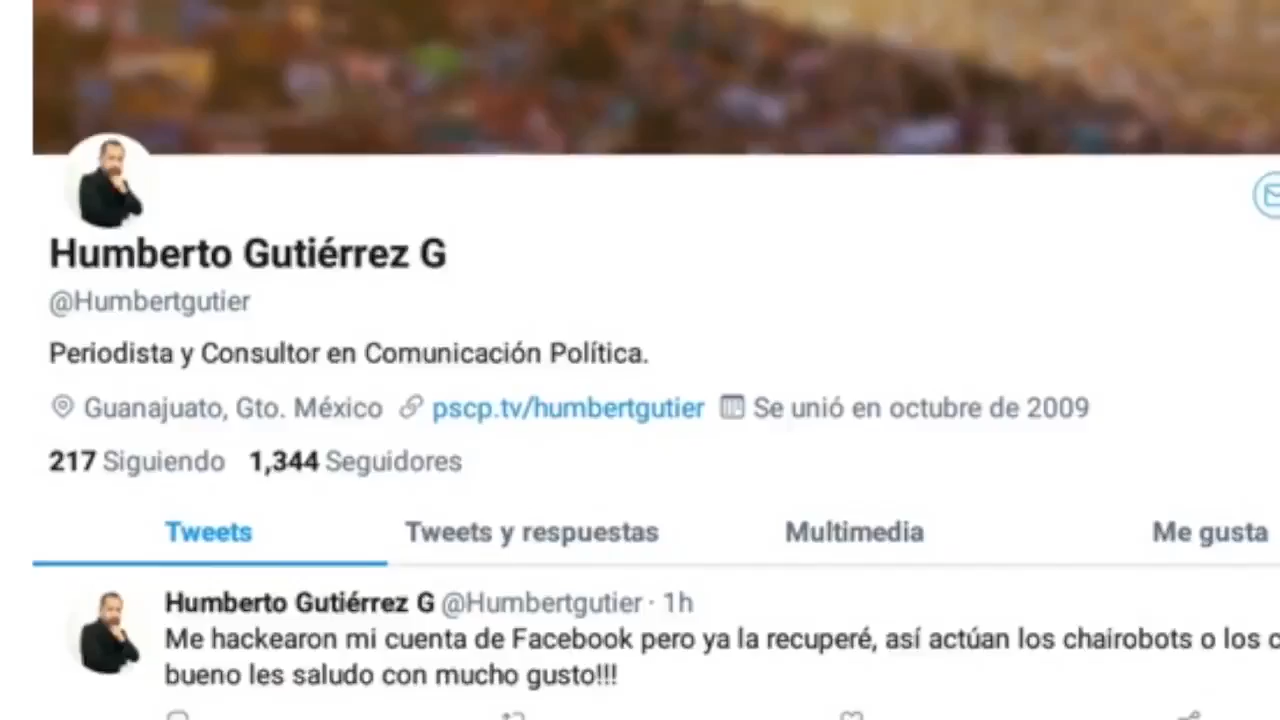 Humberto Gutiérrez G
@Humbertgutier
Periodista y Consultor en Comunicación Política.
Guanajuato, Gto. México pscp.tv/humbertgutier Se unió en octubre de 2009
217 Siguiendo 1,344 Seguidores
Tweets Tweets y respuestas Multimedia Me gusta
Humberto Gutiérrez G @Humbertgutier · 1h
Me hackearon mi cuenta de Facebook pero ya la recuperé, así actúan los chairobots o los
bueno les saludo con mucho gusto!!!